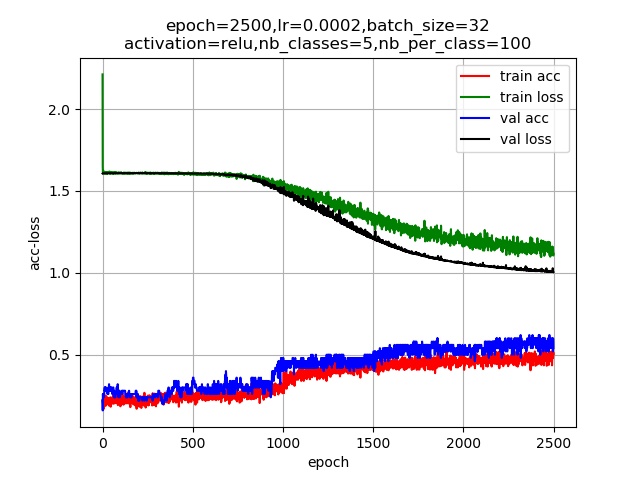 epoch=2500,lr=0.0002,batch_size=32
activation=relu,nb_classes=5,nb_per_class=100
train acc
train loss
val acc
val loss
2.0
1.5
1.0
0.5
acc-loss
0
500
1000
1500
2000
2500
epoch